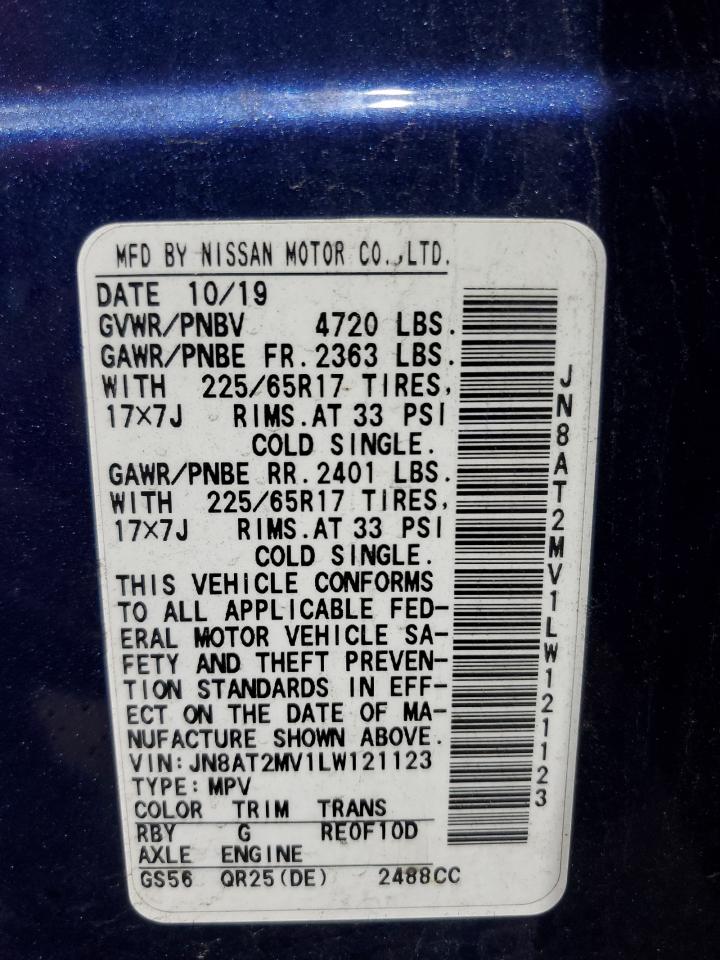 MFD BY NISSAN MOTOR CO.,LTD.
DATE 10/19
GVWR/PNBV 4720 LBS.
GAWR/PNBE FR.2363 LBS.
WITH 225/65R17 TIRES,
17×7J RIMS.AT 33 PSI
COLD SINGLE.
GAWR/PNBE RR.2401 LBS.
WITH 225/65R17 TIRES,
17×7J RIMS.AT 33 PSI
COLD SINGLE.
THIS VEHICLE CONFORMS
TO ALL APPLICABLE FED-
ERAL MOTOR VEHICLE SA-
FETY AND THEFT PREVEN-
TION STANDARDS IN EFF-
ECT ON THE DATE OF MA-
NUFACTURE SHOWN ABOVE.
VIN:JN8AT2MV1LW121123
TYPE:MPV
COLOR TRIM TRANS
RBY G RE0F10D
AXLE ENGINE
GS56 QR25(DE) 2488CC
JN8AT2MV1LW121123